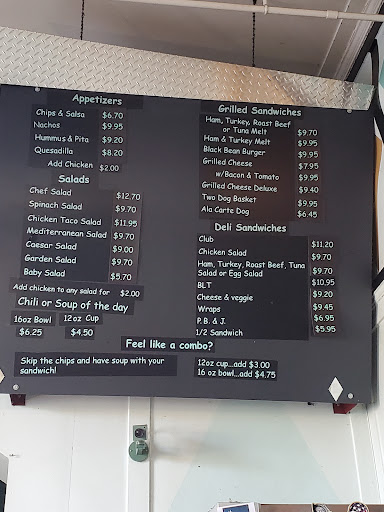 Appetizers
Chips & Salsa $6.70
Nachos $9.95
Hummus & Pita $9.20
Quesadilla $8.20
Add Chicken $2.00
Salads
Chef Salad $12.70
Spinach Salad $9.70
Chicken Taco Salad $11.95
Mediterranean Salad $9.70
Caesar Salad $9.00
Garden Salad $9.70
Baby Salad $5.70
Add chicken to any salad for $2.00
Chili or Soup of the day
16oz Bowl 12 oz Cup
$6.25 $4.50
Grilled Sandwiches
Ham, Turkey, Roast Beef
or Tuna Melt $9.70
Ham & Turkey Melt $9.95
Black Bean Burger $9.95
Grilled Cheese $7.95
w/Bacon & Tomato $9.95
Grilled Cheese Deluxe $9.40
Two Dog Basket $9.95
Ala Carte Dog $6.45
Deli Sandwiches
Club $11.20
Chicken Salad $9.70
Ham, Turkey, Roast Beef, Tuna
Salad or Egg Salad $9.70
BLT $10.95
Cheese & veggie $9.20
Wraps $9.45
P.B. & J. $6.95
1/2 Sandwich $5.95
Feel like a combo?
Skip the chips and have soup with your
sandwich!
12oz cup...add $3.00
16 oz bowl...add $4.75